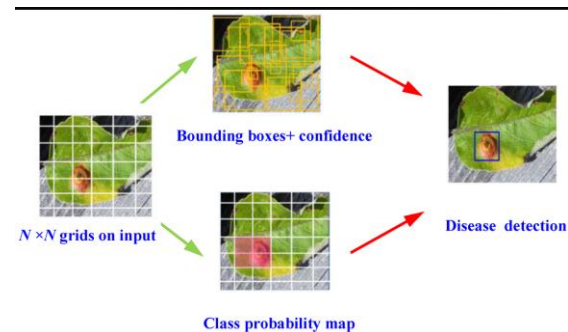 Bounding boxes+ confidence
N ×N grids on input
Disease detection
Class probability map